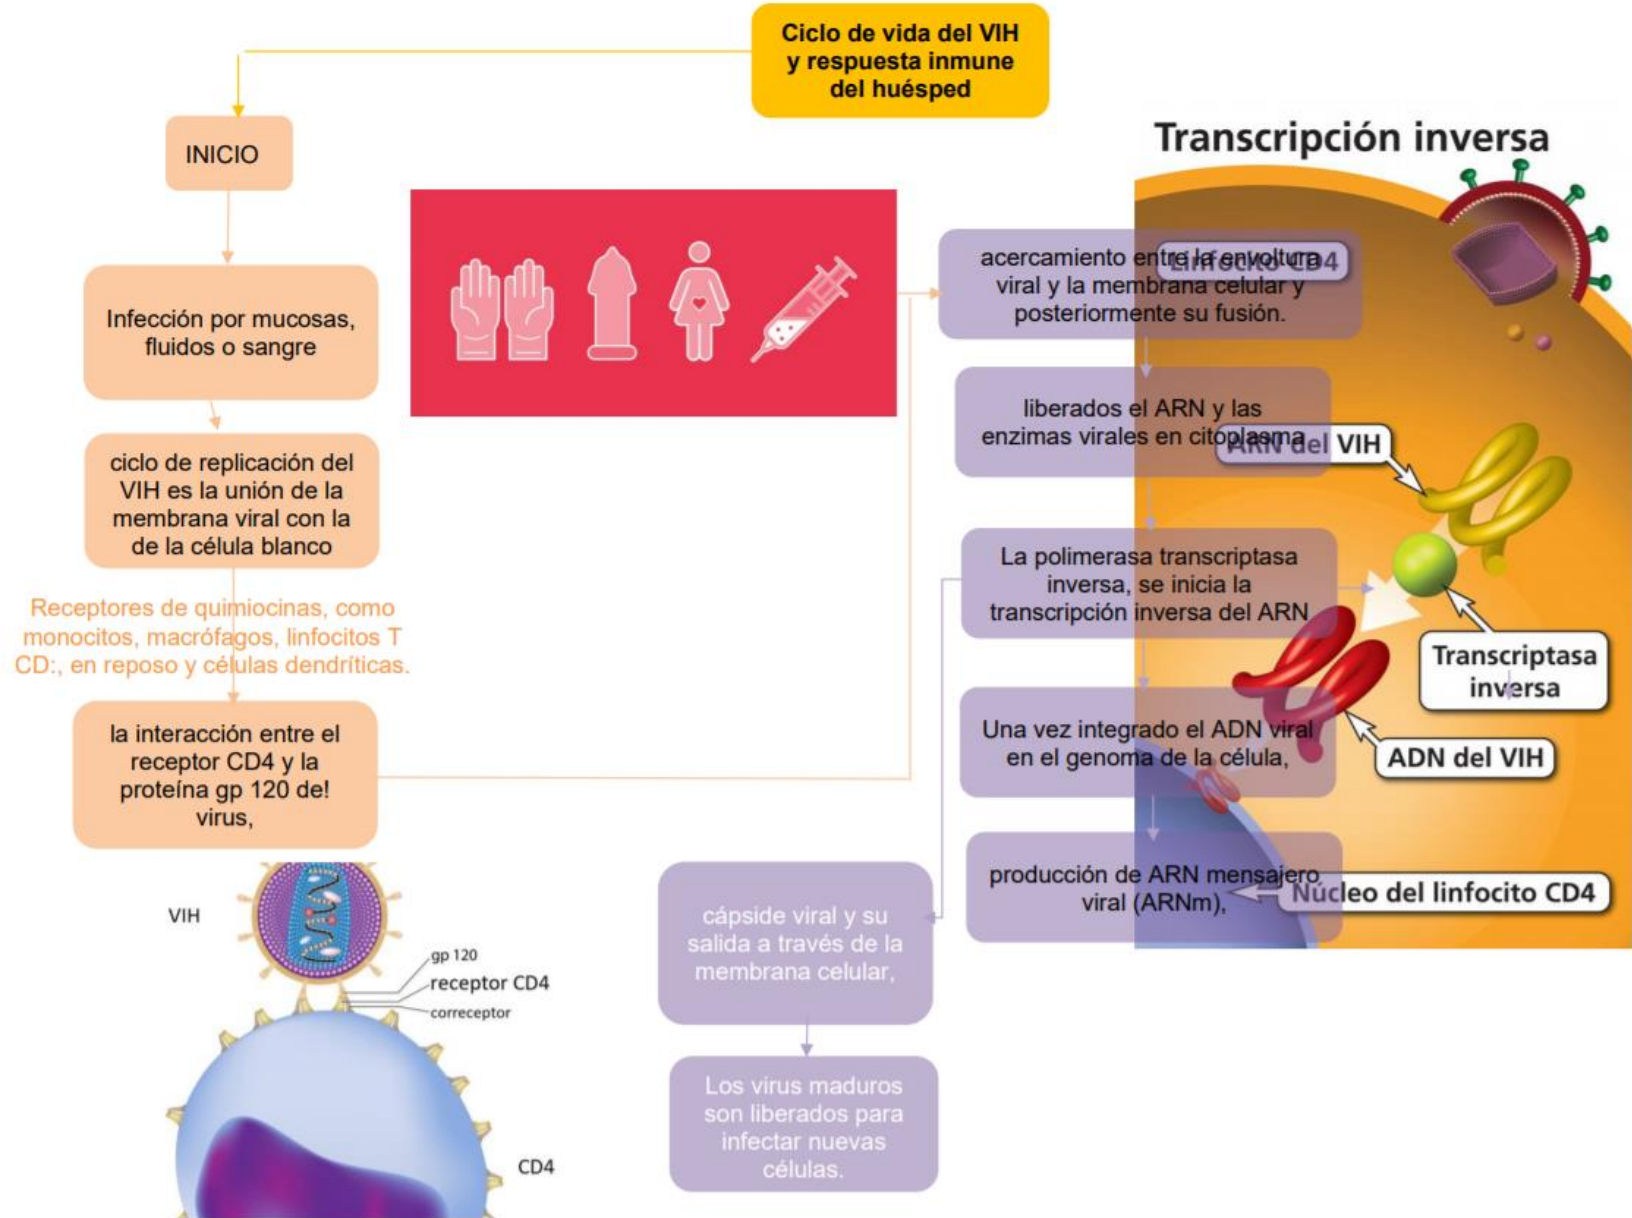 Ciclo de vida del VIH
y respuesta inmune
del huésped
INICIO
Infección por mucosas,
fluidos o sangre
ciclo de replicación del
VIH es la unión de la
membrana viral con la
de la célula blanco
Receptores de quimiocinas, como
monocitos, macrófagos, linfocitos T
CD:, en reposo y células dendríticas.
la interacción entre el
receptor CD4 y la
proteína gp 120 de!
virus,
VIH
gp 120
receptor CD4
correceptor
CD4
Transcripción inversa
acercamiento entre la envoltura
viral y la membrana celular y
posteriormente su fusión.
Linfocito CD4
liberados el ARN y las
enzimas virales en citoplasma
ARN del VIH
La polimerasa transcriptasa
inversa, se inicia la
transcripción inversa del ARN
Transcriptasa
inversa
Una vez integrado el ADN viral
en el genoma de la célula,
ADN del VIH
producción de ARN mensajero
viral (ARNm),
Núcleo del linfocito CD4
cápside viral y su
salida a través de la
membrana celular,
Los virus maduros
son liberados para
infectar nuevas
células.